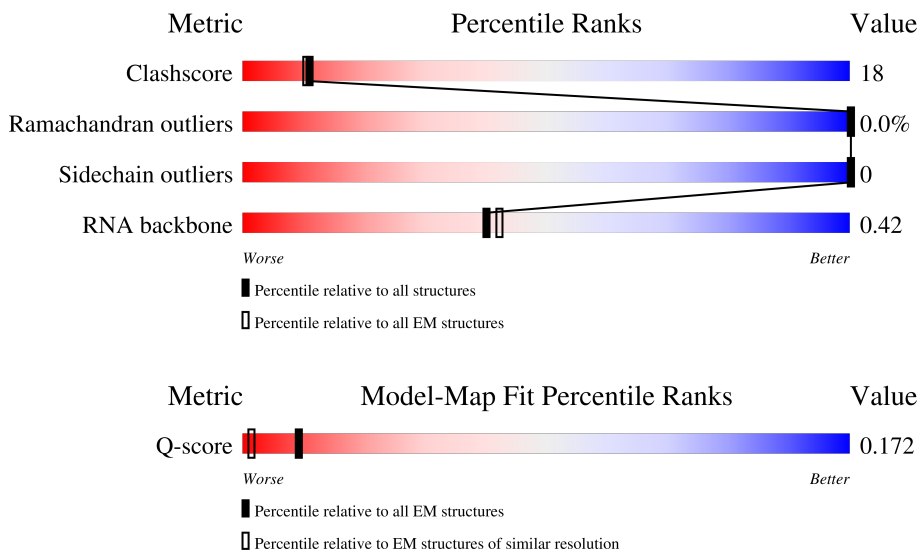 Metric Percentile Ranks Value
Clashscore 18
Ramachandran outliers 0.0%
Sidechain outliers 0
RNA backbone 0.42
Worse Better
Percentile relative to all structures
Percentile relative to all EM structures
Metric Model-Map Fit Percentile Ranks Value
Q-score 0.172
Worse Better
Percentile relative to all EM structures
Percentile relative to EM structures of similar resolution